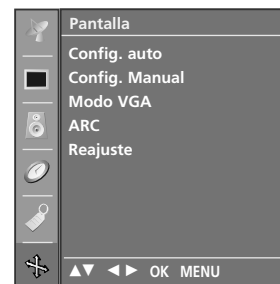 Pantalla
Config. auto
Config. Manual
Modo VGA
ARC
Reajuste
▲▼ ◄► OK MENU